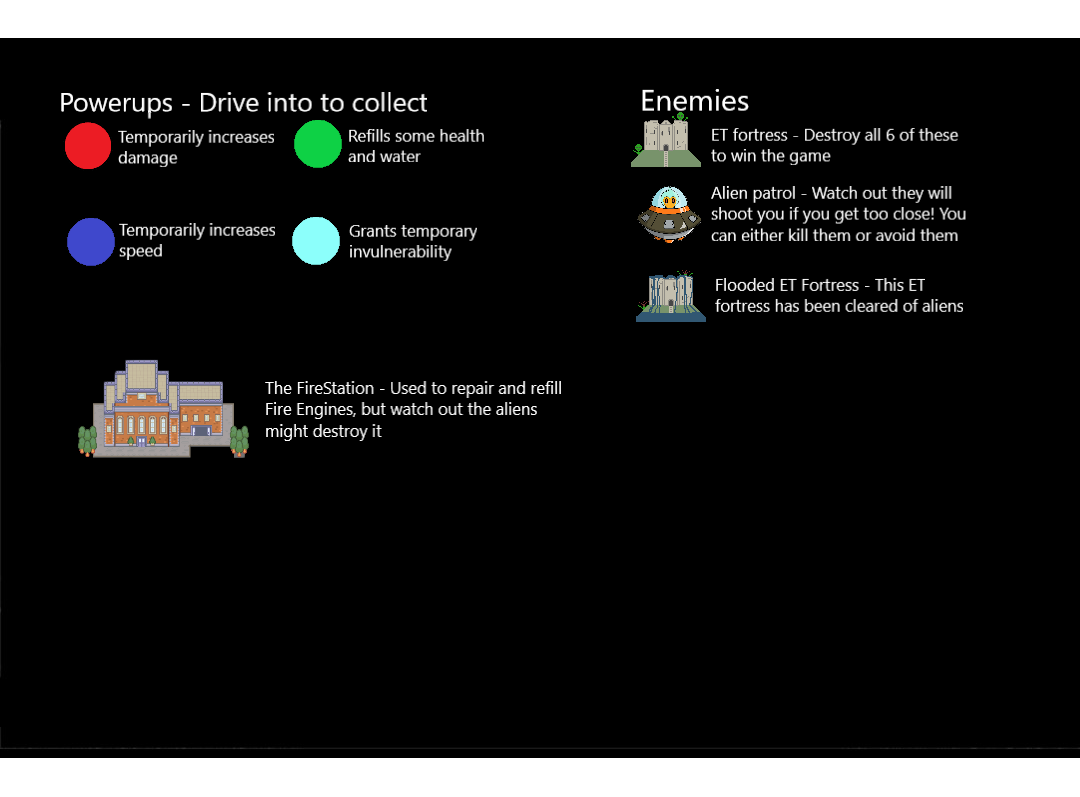 Powerups - Drive into to collect
Temporarily increases
damage
Refills some health
and water
Temporarily increases
speed
Grants temporary
invulnerability
The FireStation - Used to repair and refill
Fire Engines, but watch out the aliens
might destroy it
Enemies
ET fortress - Destroy all 6 of these
to win the game
Alien patrol - Watch out they will
shoot you if you get too close! You
can either kill them or avoid them
Flooded ET Fortress - This ET
fortress has been cleared of aliens